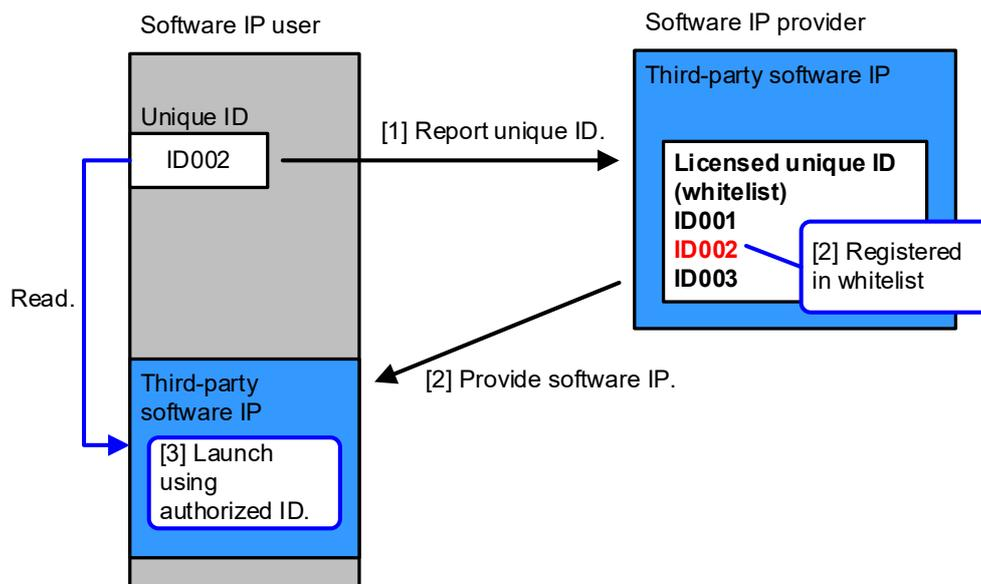 Software IP user
Software IP provider
Third-party software IP
Unique ID
ID002
[1] Report unique ID.
Licensed unique ID
(whitelist)
ID001
ID002
ID003
[2] Registered
in whitelist
Read.
[2] Provide software IP.
Third-party
software IP
[3] Launch
using
authorized ID.